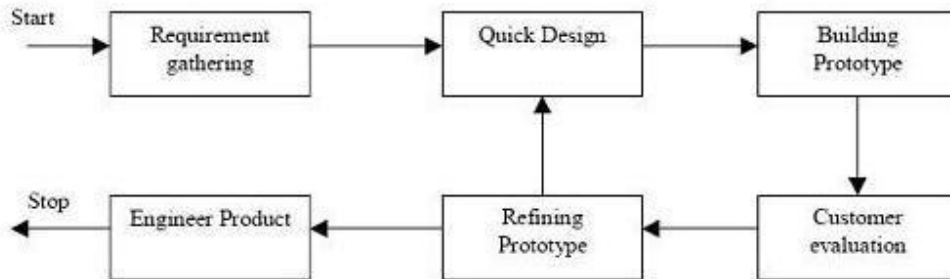 Start
Requirement
gathering
Quick Design
Building
Prototype
Stop
Engineer Product
Refining
Prototype
Customer
evaluation